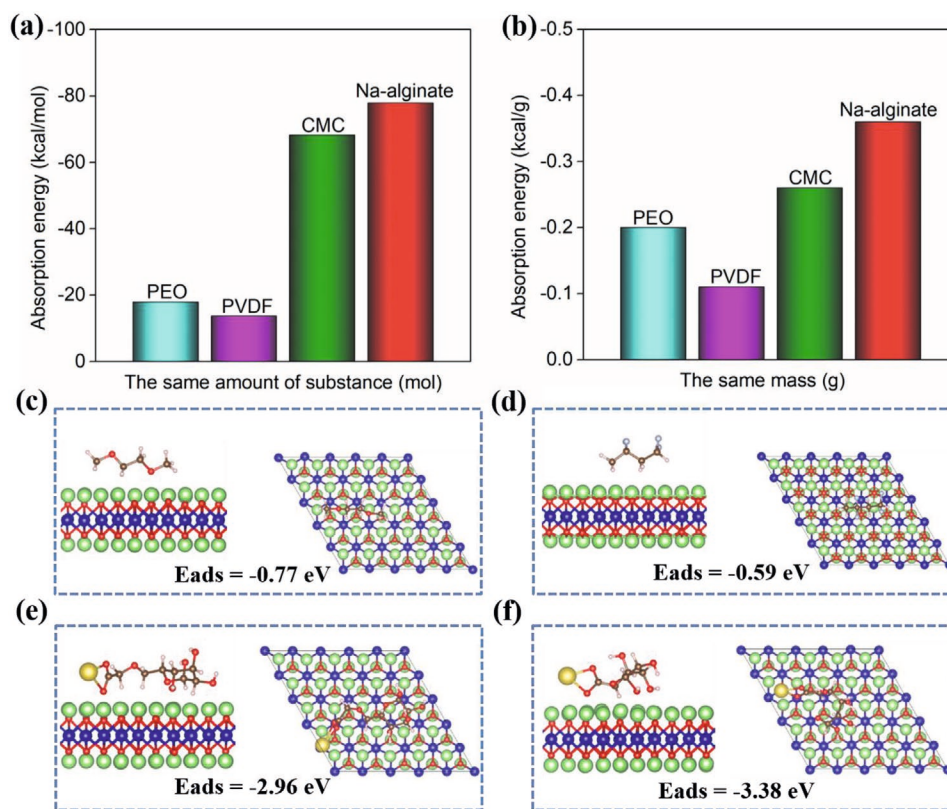 (a)
-100
-80
-60
-40
-20
0
Absorption energy (kcal/mol)
PEO
PVDF
CMC
Na-alginate
The same amount of substance (mol)
(b)
-0.5
-0.4
-0.3
-0.2
-0.1
0.0
Absorption energy (kcal/g)
PEO
PVDF
CMC
Na-alginate
The same mass (g)
(c)
Eads = -0.77 eV
(d)
Eads = -0.59 eV
(e)
Eads = -2.96 eV
(f)
Eads = -3.38 eV